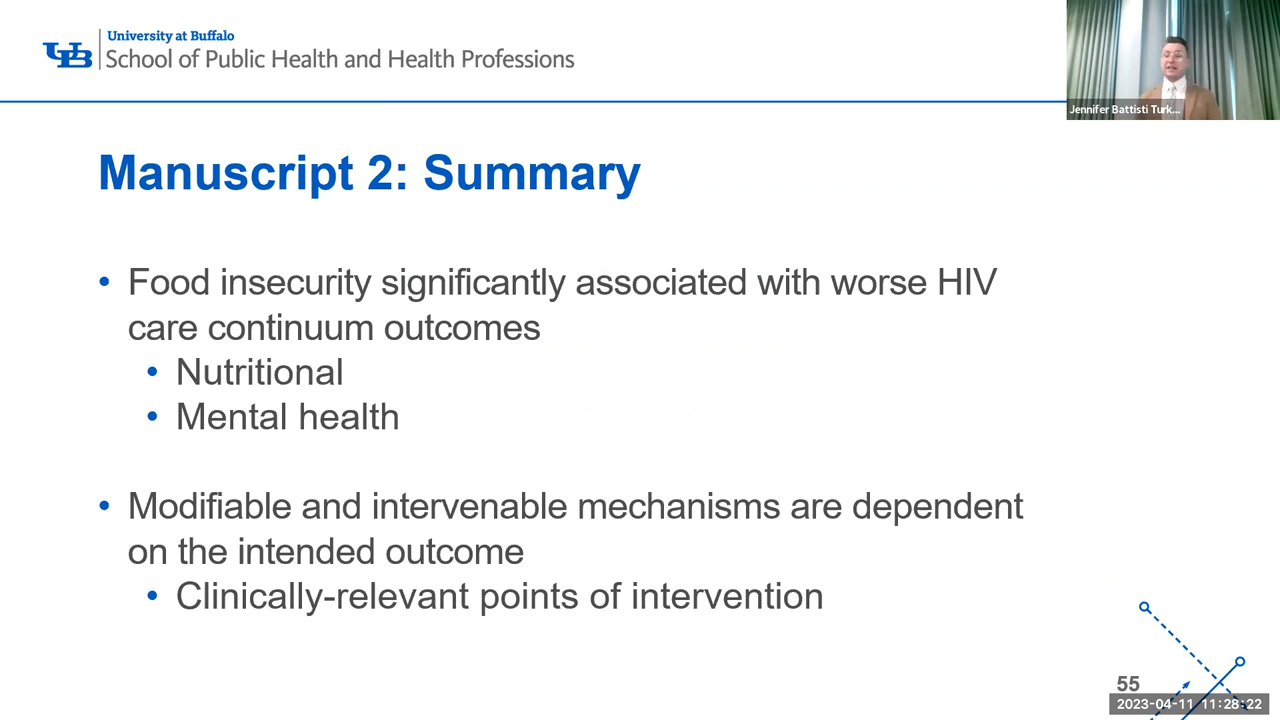 University at Buffalo
UB School of Public Health and Health Professions
Jennifer Battisti Turk...
Manuscript 2: Summary
• Food insecurity significantly associated with worse HIV
care continuum outcomes
• Nutritional
• Mental health
• Modifiable and intervenable mechanisms are dependent
on the intended outcome
• Clinically-relevant points of intervention
55
2023-04-11 11:28:22